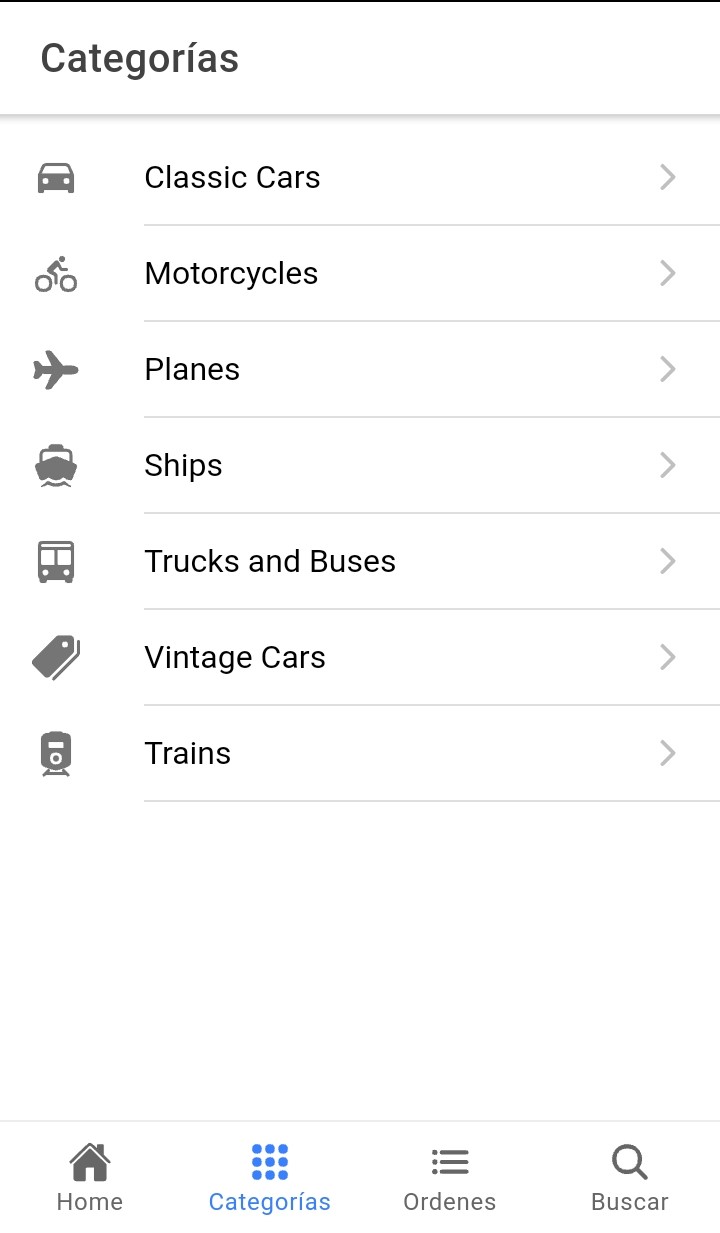 Categorías
Classic Cars
Motorcycles
Planes
Ships
Trucks and Buses
Vintage Cars
Trains
Home
Categorías
Ordenes
Buscar